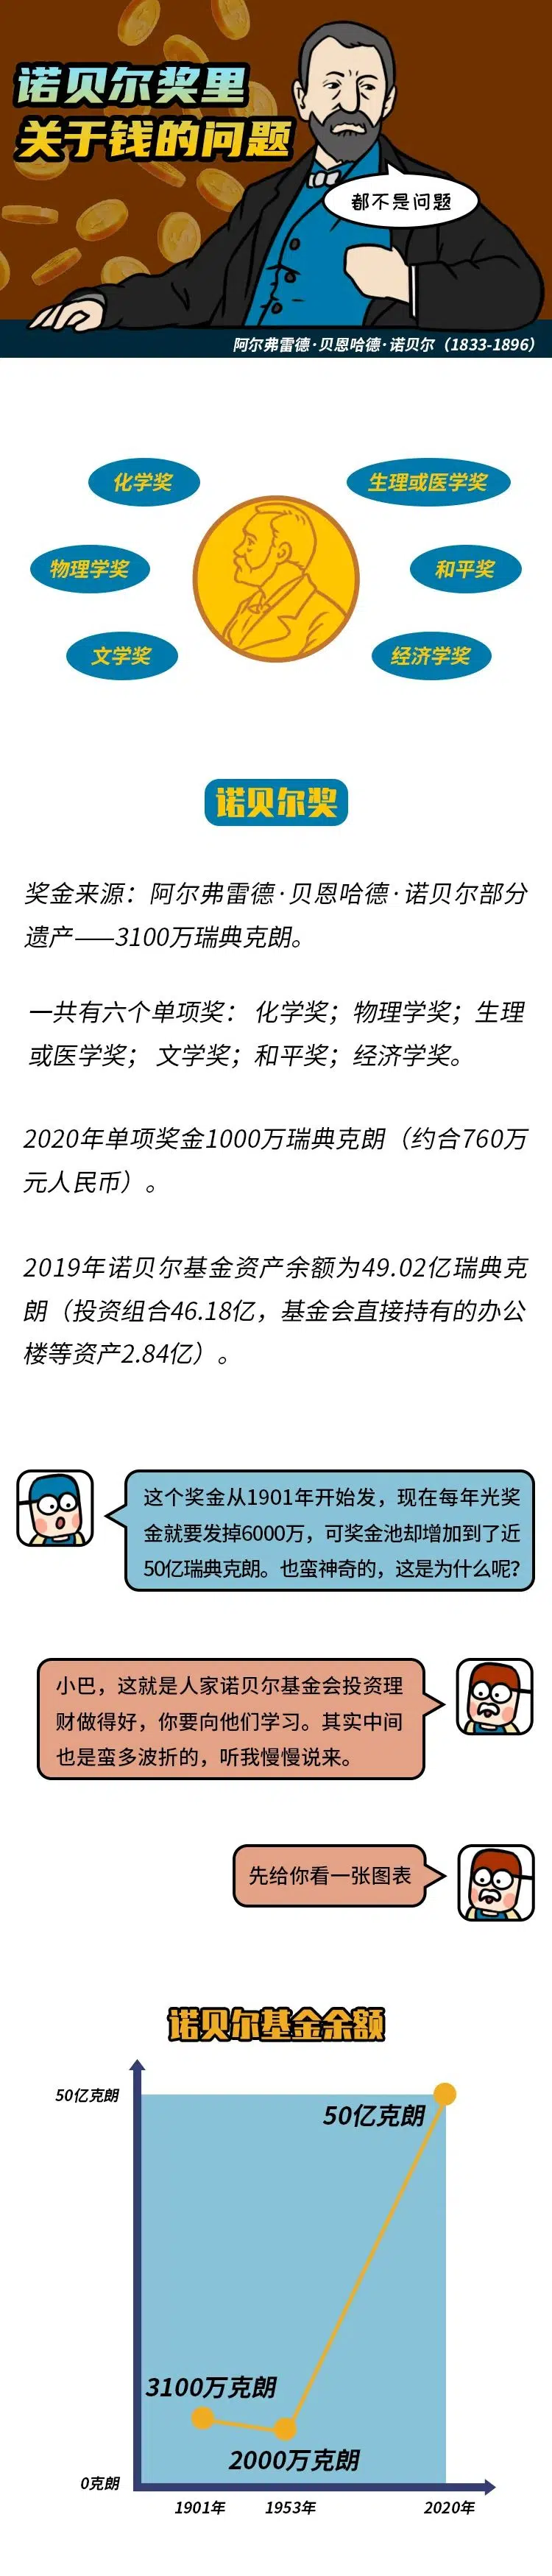 诺贝尔奖里
关于钱的问题
都不是问题
阿尔弗雷德·贝恩哈德·诺贝尔（1833-1896）
化学奖
生理或医学奖
物理学奖
和平奖
文学奖
经济学奖
诺贝尔奖
奖金来源：阿尔弗雷德·贝恩哈德·诺贝尔部分
遗产——3100万瑞典克朗。
一共有六个单项奖： 化学奖；物理学奖；生理
或医学奖； 文学奖；和平奖；经济学奖。
2020年单项奖金1000万瑞典克朗（约合760万
元人民币）。
2019年诺贝尔基金资产余额为49.02亿瑞典克
朗（投资组合46.18亿，基金会直接持有的办公
楼等资产2.84亿）。
这个奖金从1901年开始发，现在每年光奖
金就要发掉6000万，可奖金池却增加到了近
50亿瑞典克朗。也蛮神奇的，这是为什么呢？
小巴，这就是人家诺贝尔基金会投资理
财做得好，你要向他们学习。其实中间
也是蛮多波折的，听我慢慢说来。
先给你看一张图表
诺贝尔基金余额
50亿克朗
50亿克朗
3100万克朗
2000万克朗
0克朗
1901年
1953年
2020年